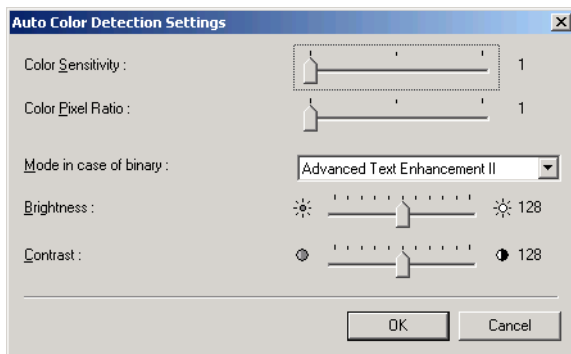 Auto Color Detection Settings
Color Sensitivity : 1
Color Pixel Ratio : 1
Mode in case of binary : Advanced Text Enhancement II
Brightness : 128
Contrast : 128
OK Cancel